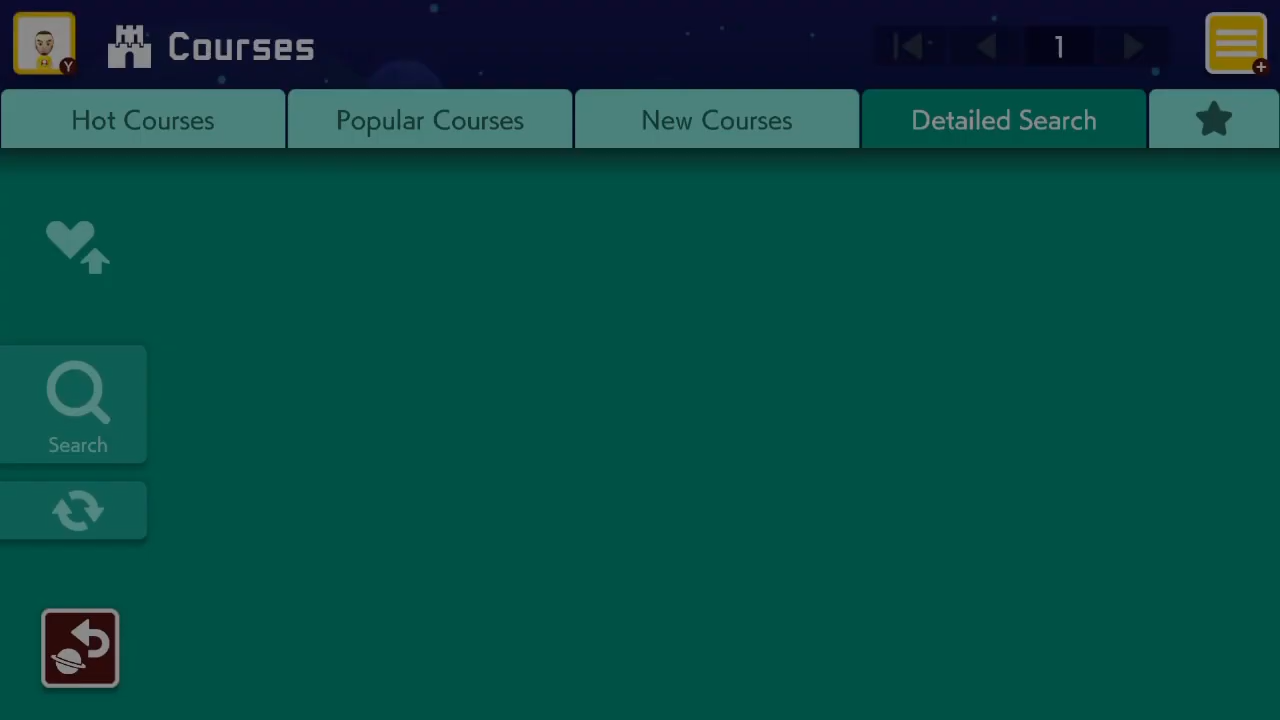 Courses
1
Y
+
Hot Courses
Popular Courses
New Courses
Detailed Search
Search